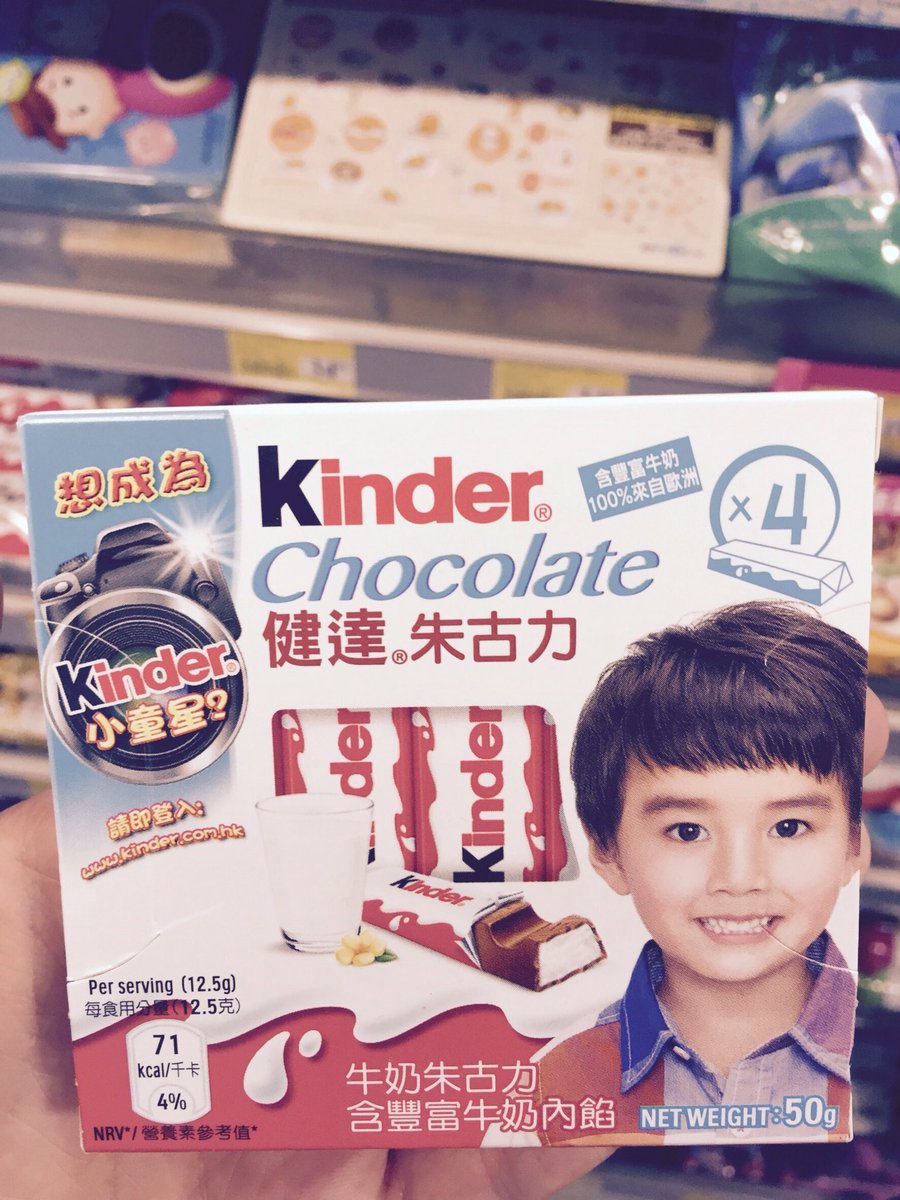 想成為
Kinder®
小童星?
請即登入:
www.kinder.com.hk
Kinder®
Chocolate
健達®朱古力
含豐富牛奶
100%來自歐洲
×4
Kinder
Kinder
Kinder
Per serving (12.5g)
每食用分量(12.5克)
71
kcal/千卡
4%
NRV*/營養素參考值*
牛奶朱古力
含豐富牛奶內餡
NET WEIGHT:50g